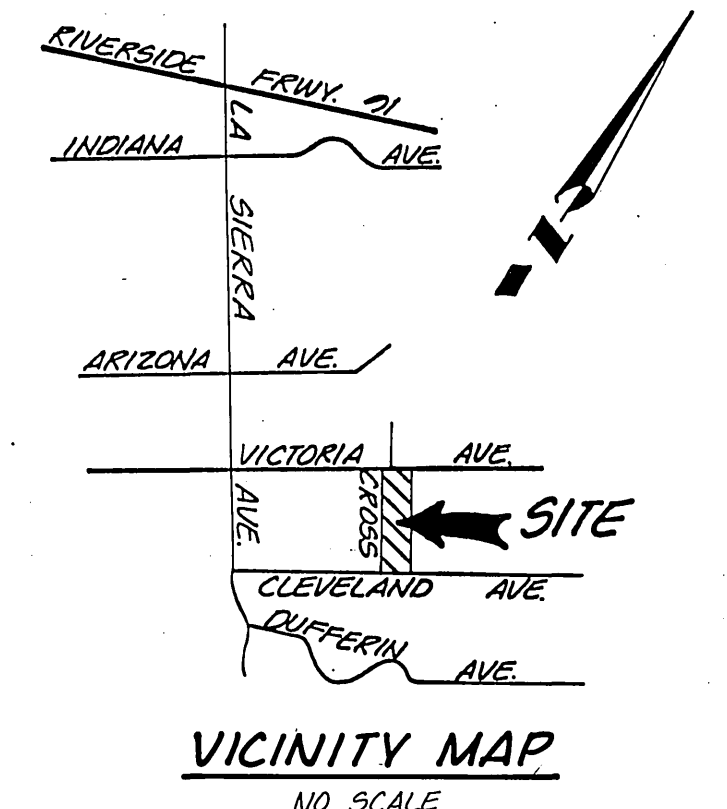 RIVERSIDE FRWY. 91
LA SIERRA AVE.
INDIANA AVE.
ARIZONA AVE.
VICTORIA AVE.
CROSS
SITE
CLEVELAND AVE.
DUFFERIN AVE.
VICINITY MAP
NO SCALE